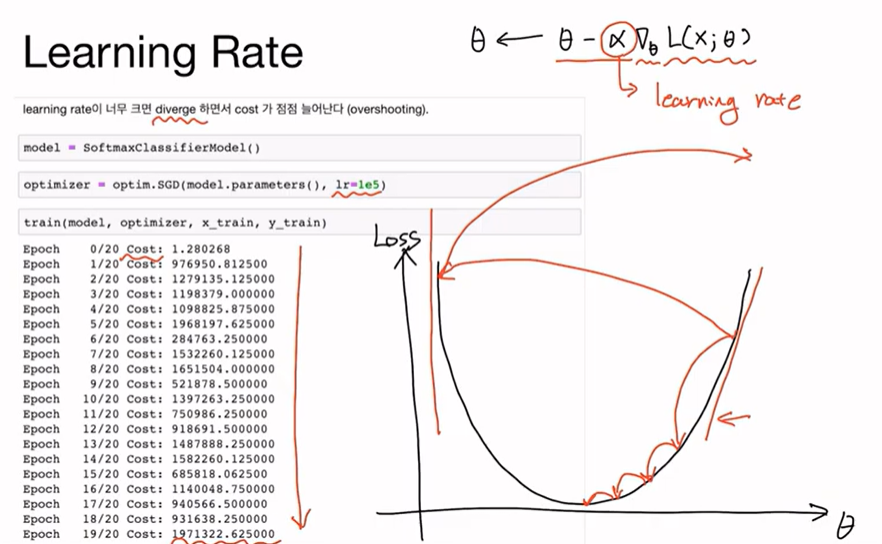 Learning Rate
θ ← θ - α ∇θ L(x;θ)
learning rate
learning rate이 너무 크면 diverge 하면서 cost 가 점점 늘어난다 (overshooting).
model = SoftmaxClassifierModel()
optimizer = optim.SGD(model.parameters(), lr=1e5)
train(model, optimizer, x_train, y_train)
Epoch 0/20 Cost: 1.280268
Epoch 1/20 Cost: 976950.812500
Epoch 2/20 Cost: 1279135.125000
Epoch 3/20 Cost: 1198379.000000
Epoch 4/20 Cost: 1098825.875000
Epoch 5/20 Cost: 1968197.625000
Epoch 6/20 Cost: 284763.250000
Epoch 7/20 Cost: 1532260.125000
Epoch 8/20 Cost: 1651504.000000
Epoch 9/20 Cost: 521878.500000
Epoch 10/20 Cost: 1397263.250000
Epoch 11/20 Cost: 750986.250000
Epoch 12/20 Cost: 918691.500000
Epoch 13/20 Cost: 1487888.250000
Epoch 14/20 Cost: 1582260.125000
Epoch 15/20 Cost: 685818.062500
Epoch 16/20 Cost: 1140048.750000
Epoch 17/20 Cost: 940566.500000
Epoch 18/20 Cost: 931638.250000
Epoch 19/20 Cost: 1971322.625000
Loss
θ